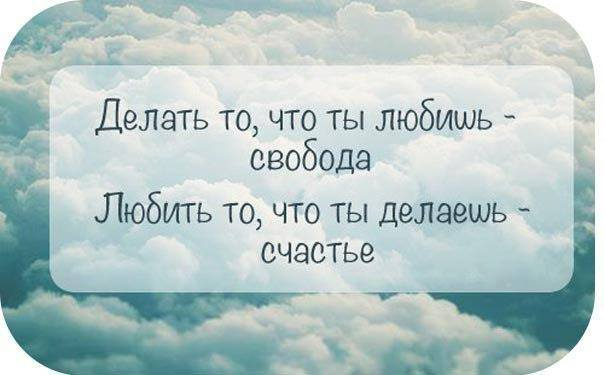 Делать то, что ты любишь -
свобода
Любить то, что ты делаешь -
счастье